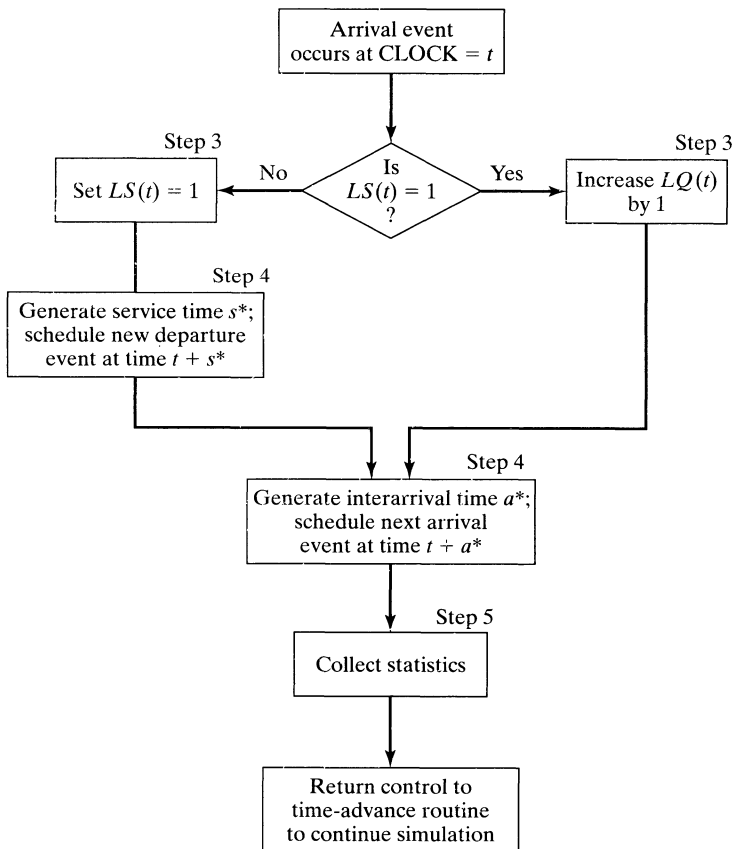 Arrival event
occurs at CLOCK = t
Step 3
Step 3
No
Is
LS(t) = 1
?
Yes
Set LS(t) = 1
Increase LQ(t)
by 1
Step 4
Generate service time s*;
schedule new departure
event at time t + s*
Step 4
Generate interarrival time a*;
schedule next arrival
event at time t + a*
Step 5
Collect statistics
Return control to
time-advance routine
to continue simulation